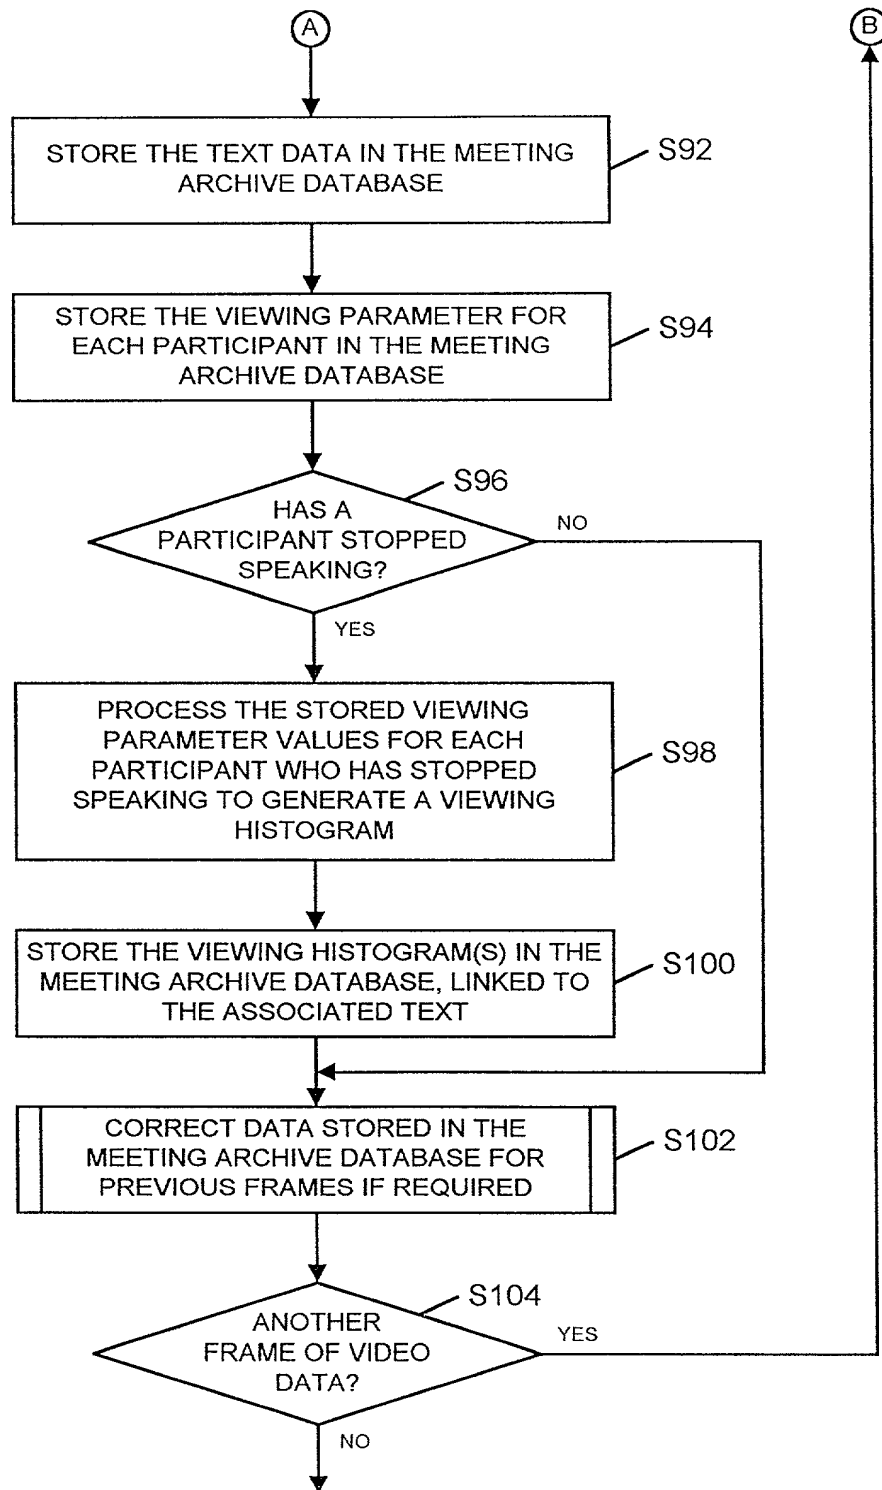 A
B
STORE THE TEXT DATA IN THE MEETING
ARCHIVE DATABASE
S92
STORE THE VIEWING PARAMETER FOR
EACH PARTICIPANT IN THE MEETING
ARCHIVE DATABASE
S94
S96
HAS A
PARTICIPANT STOPPED
SPEAKING?
NO
YES
PROCESS THE STORED VIEWING
PARAMETER VALUES FOR EACH
PARTICIPANT WHO HAS STOPPED
SPEAKING TO GENERATE A VIEWING
HISTOGRAM
S98
STORE THE VIEWING HISTOGRAM(S) IN THE
MEETING ARCHIVE DATABASE, LINKED TO
THE ASSOCIATED TEXT
S100
CORRECT DATA STORED IN THE
MEETING ARCHIVE DATABASE FOR
PREVIOUS FRAMES IF REQUIRED
S102
S104
ANOTHER
FRAME OF VIDEO
DATA?
YES
NO